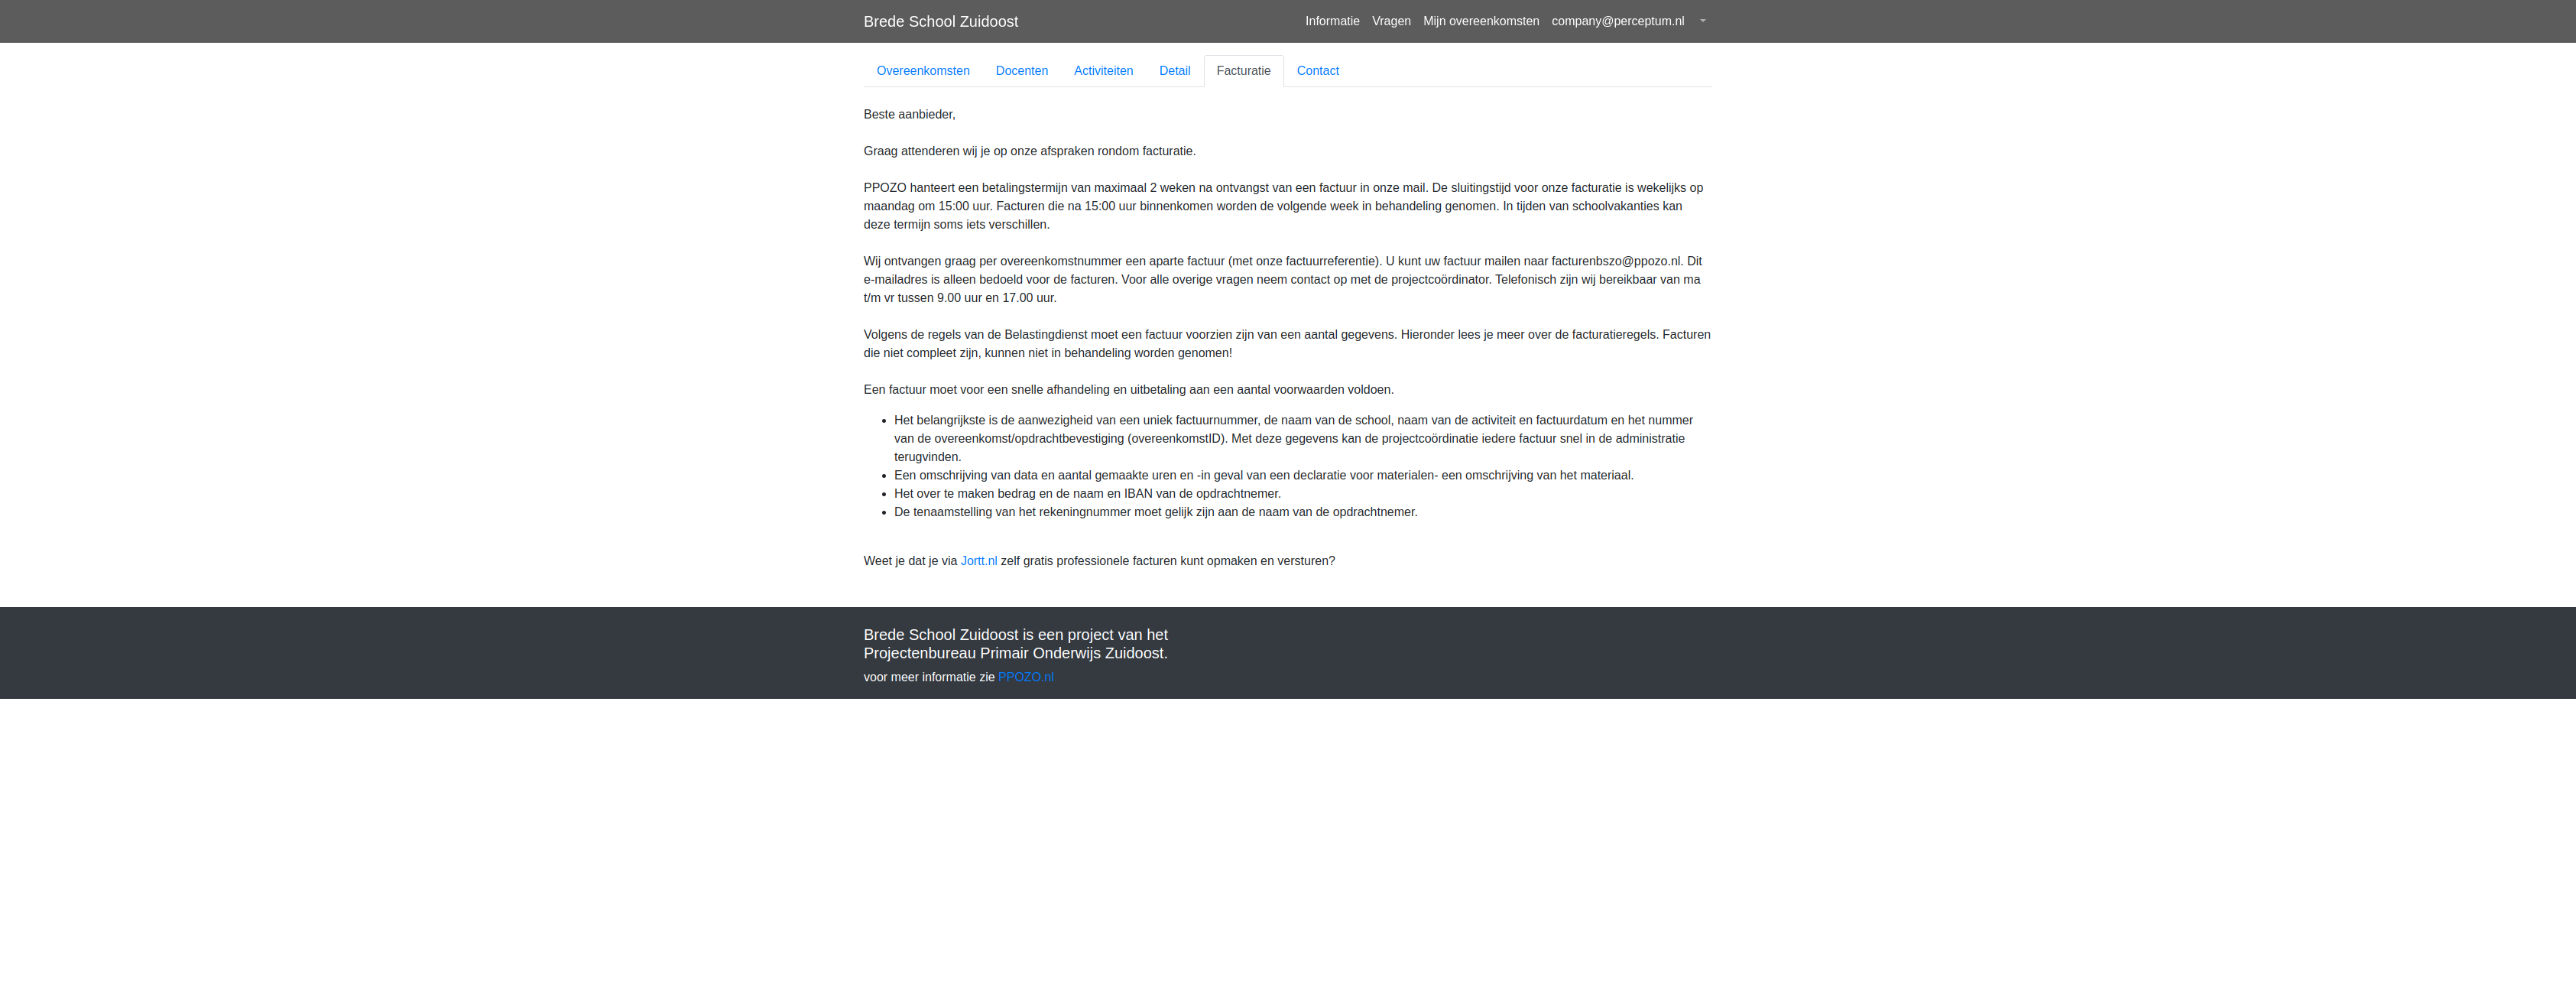 Brede School Zuidoost
Informatie Vragen Mijn overeenkomsten company@perceptum.nl
Overeenkomsten Docenten Activiteiten Detail Facturatie Contact
Beste aanbieder,
Graag attenderen wij je op onze afspraken rondom facturatie.
PPOZO hanteert een betalingstermijn van maximaal 2 weken na ontvangst van een factuur in onze mail. De sluitingstijd voor onze facturatie is wekelijks op
maandag om 15:00 uur. Facturen die na 15:00 uur binnenkomen worden de volgende week in behandeling genomen. In tijden van schoolvakanties kan
deze termijn soms iets verschillen.
Wij ontvangen graag per overeenkomstnummer een aparte factuur (met onze factuurreferentie). U kunt uw factuur mailen naar facturenbszo@ppozo.nl. Dit
e-mailadres is alleen bedoeld voor de facturen. Voor alle overige vragen neem contact op met de projectcoördinator. Telefonisch zijn wij bereikbaar van ma
t/m vr tussen 9.00 uur en 17.00 uur.
Volgens de regels van de Belastingdienst moet een factuur voorzien zijn van een aantal gegevens. Hieronder lees je meer over de facturatieregels. Facturen
die niet compleet zijn, kunnen niet in behandeling worden genomen!
Een factuur moet voor een snelle afhandeling en uitbetaling aan een aantal voorwaarden voldoen.
• Het belangrijkste is de aanwezigheid van een uniek factuurnummer, de naam van de school, naam van de activiteit en factuurdatum en het nummer
van de overeenkomst/opdrachtbevestiging (overeenkomstID). Met deze gegevens kan de projectcoördinatie iedere factuur snel in de administratie
terugvinden.
• Een omschrijving van data en aantal gemaakte uren en -in geval van een declaratie voor materialen- een omschrijving van het materiaal.
• Het over te maken bedrag en de naam en IBAN van de opdrachtnemer.
• De tenaamstelling van het rekeningnummer moet gelijk zijn aan de naam van de opdrachtnemer.
Weet je dat je via Jortt.nl zelf gratis professionele facturen kunt opmaken en versturen?
Brede School Zuidoost is een project van het
Projectenbureau Primair Onderwijs Zuidoost.
voor meer informatie zie PPOZO.nl